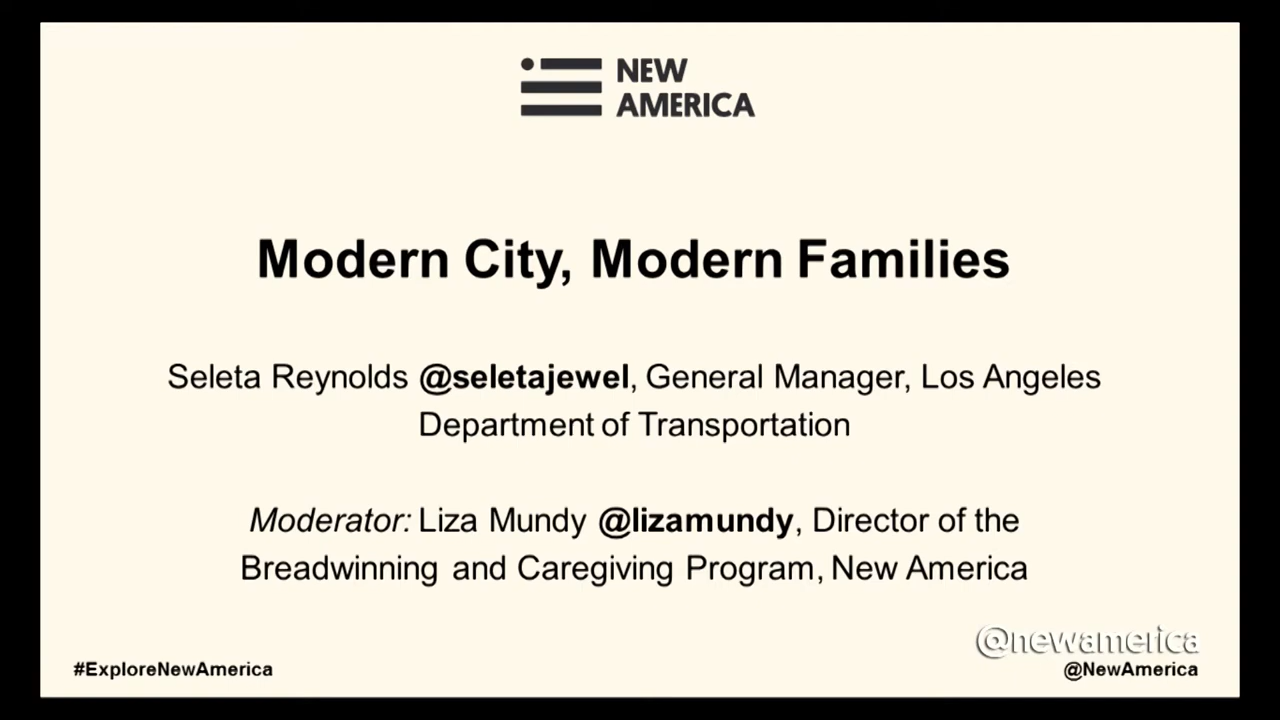 NEW
AMERICA
Modern City, Modern Families
Seleta Reynolds @seletajewel, General Manager, Los Angeles
Department of Transportation
Moderator: Liza Mundy @lizamundy, Director of the
Breadwinning and Caregiving Program, New America
@newamerica
#ExploreNewAmerica
@NewAmerica